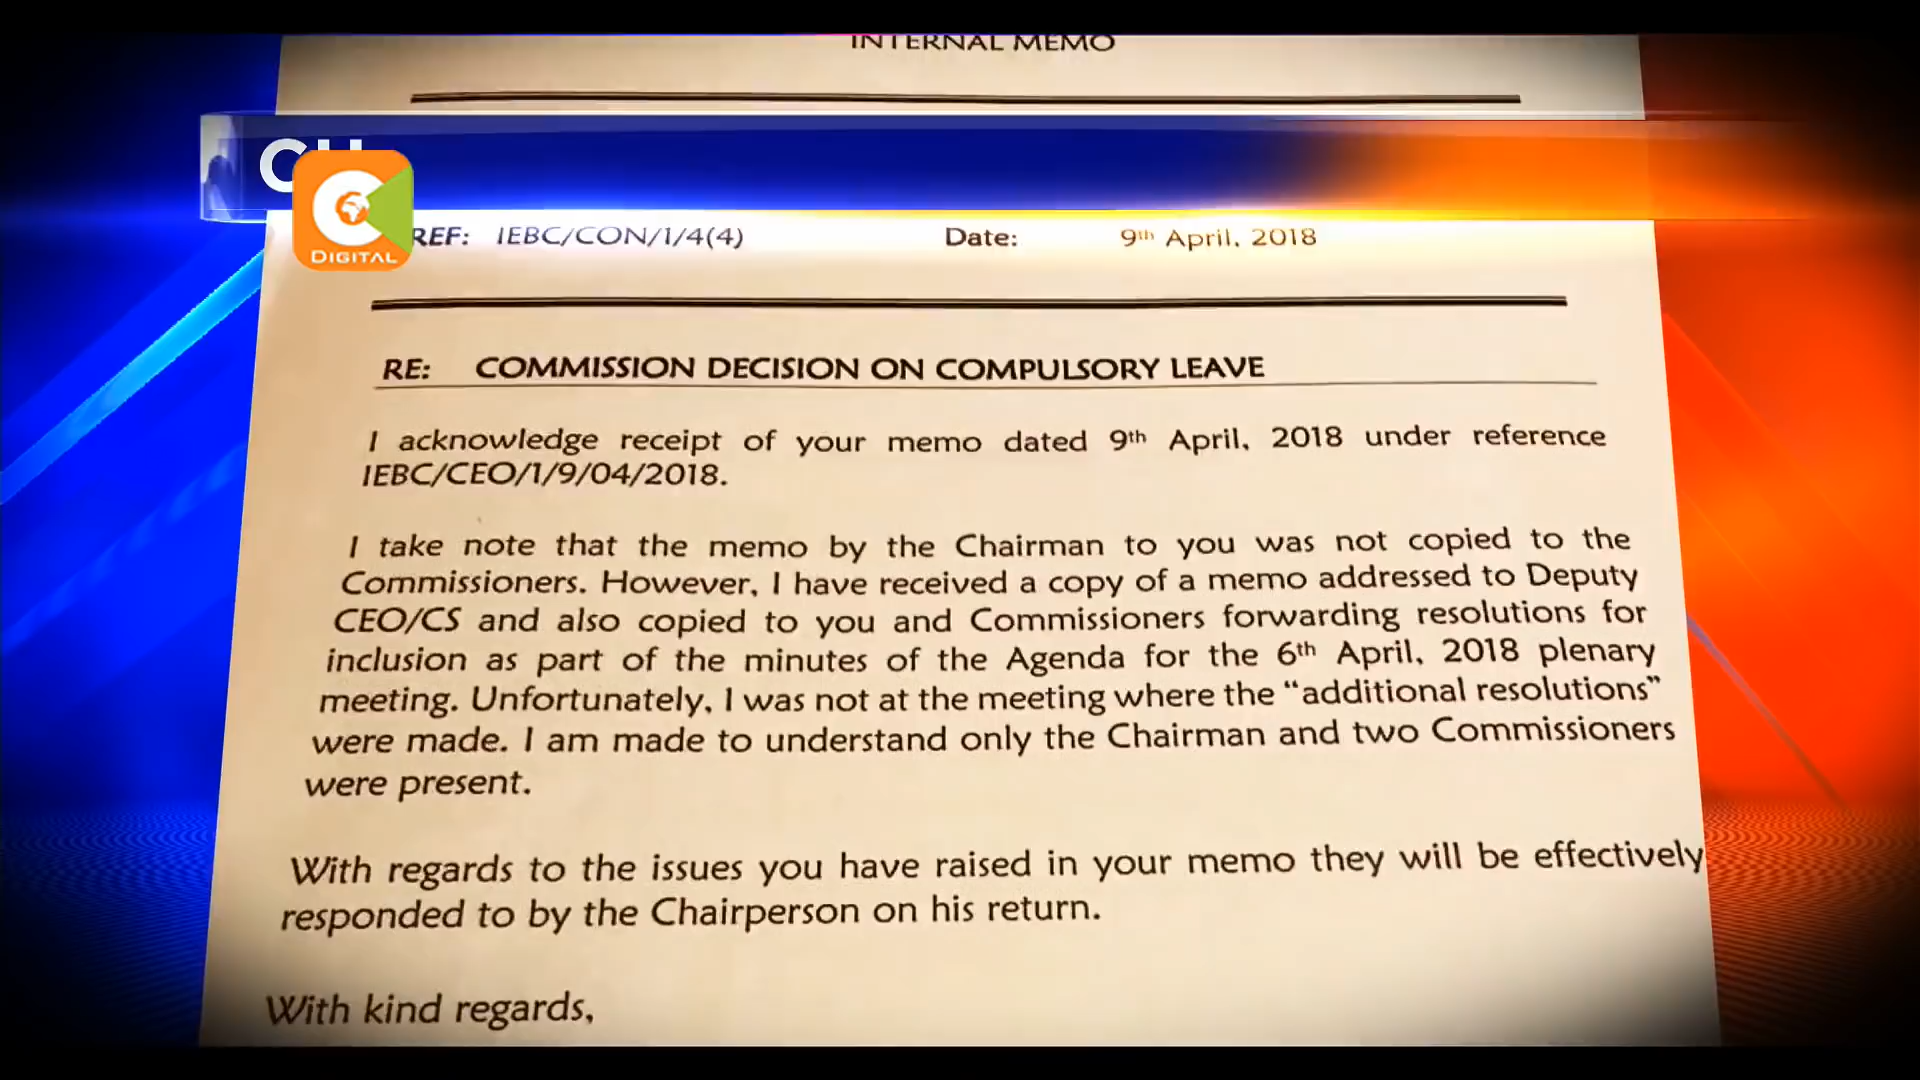 INTERNAL MEMO
CH
DIGITAL
REF: IEBC/CON/1/4(4) Date: 9th April, 2018
RE: COMMISSION DECISION ON COMPULSORY LEAVE
I acknowledge receipt of your memo dated 9th April, 2018 under reference
IEBC/CEO/1/9/04/2018.
I take note that the memo by the Chairman to you was not copied to the
Commissioners. However, I have received a copy of a memo addressed to Deputy
CEO/CS and also copied to you and Commissioners forwarding resolutions for
inclusion as part of the minutes of the Agenda for the 6th April, 2018 plenary
meeting. Unfortunately, I was not at the meeting where the “additional resolutions”
were made. I am made to understand only the Chairman and two Commissioners
were present.
With regards to the issues you have raised in your memo they will be effectively
responded to by the Chairperson on his return.
With kind regards,